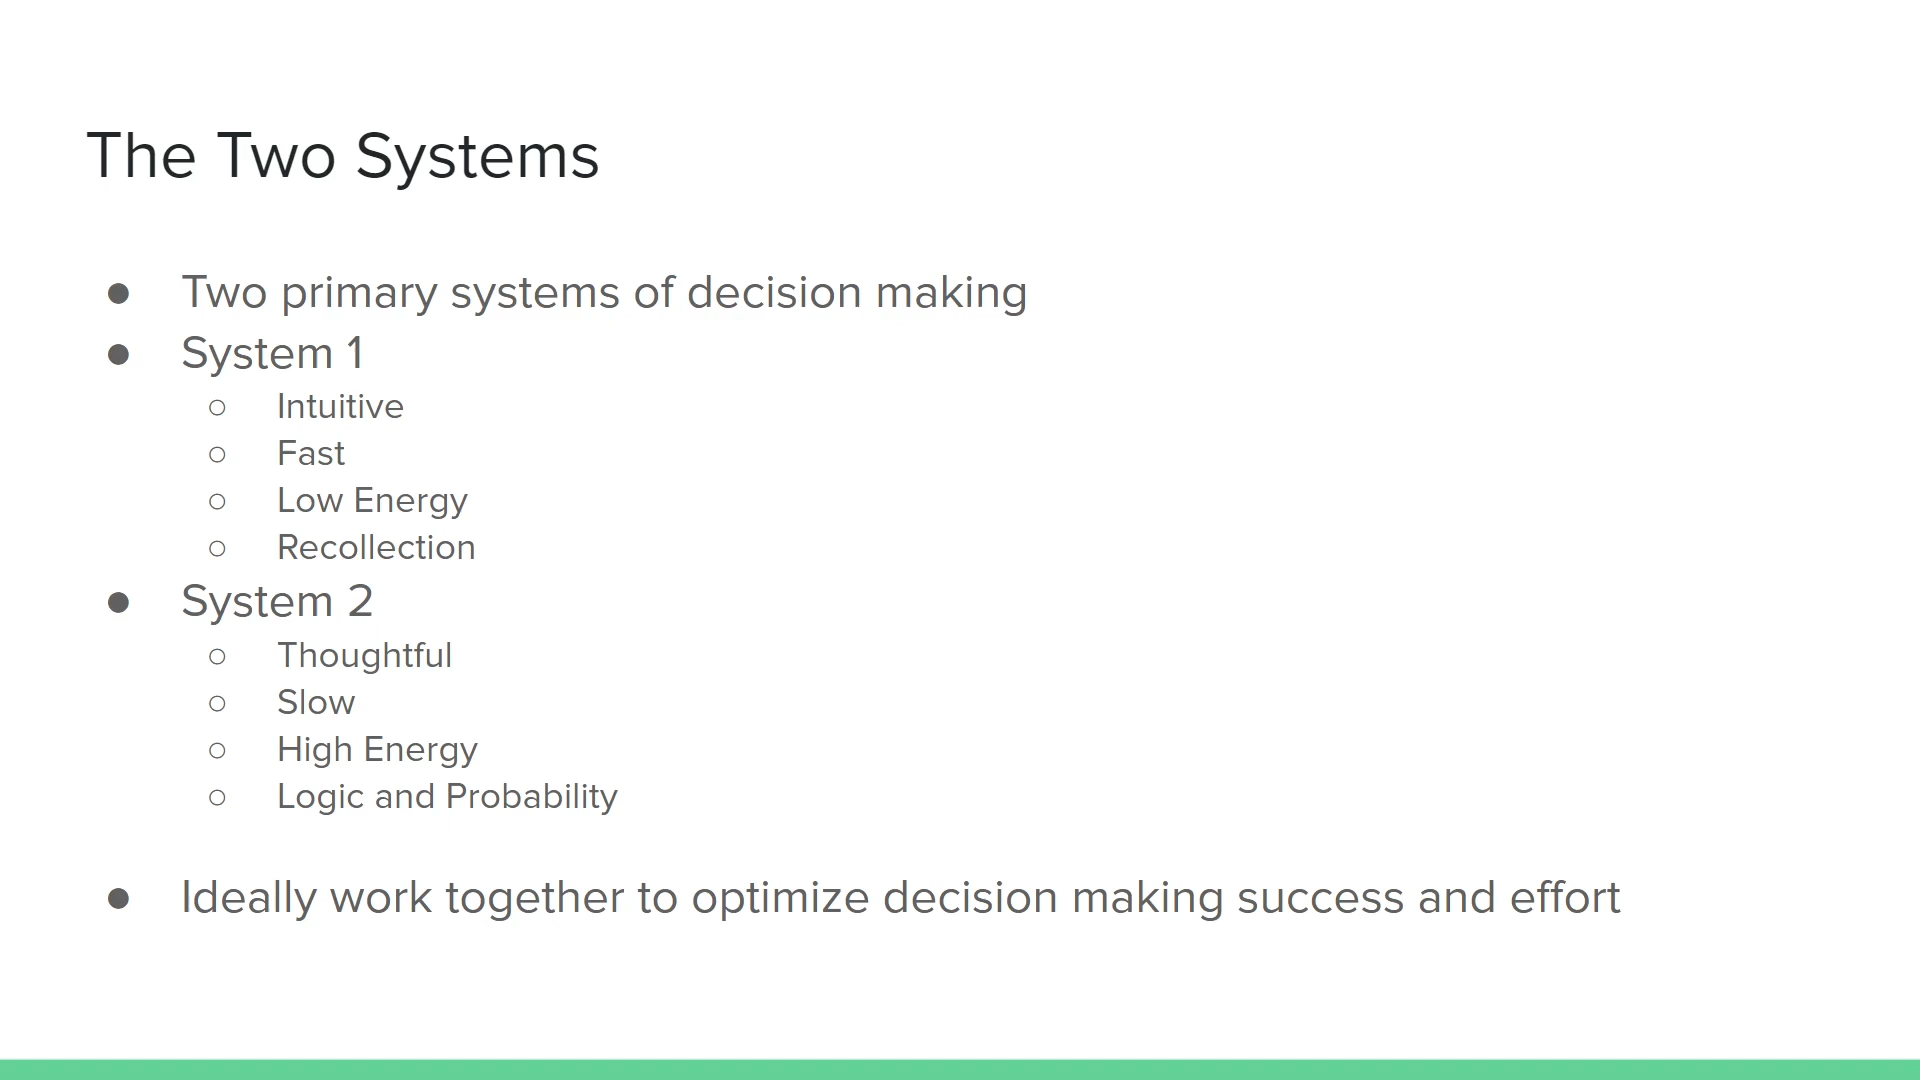 The Two Systems
● Two primary systems of decision making
● System 1
○ Intuitive
○ Fast
○ Low Energy
○ Recollection
● System 2
○ Thoughtful
○ Slow
○ High Energy
○ Logic and Probability
● Ideally work together to optimize decision making success and effort